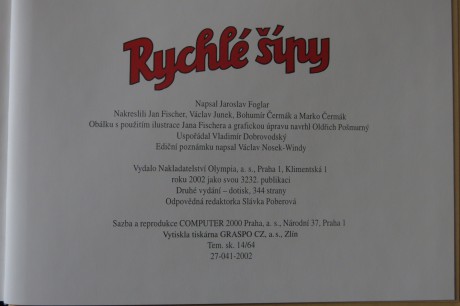 Rychlé šípy
Napsal Jaroslav Foglar
Nakreslili Jan Fischer, Václav Junek, Bohumír Čermák a Marko Čermák
Obálku s použitím ilustrace Jana Fischera a grafickou úpravu navrhl Oldřich Pošmurný
Uspořádal Vladimír Dobrovodský
Ediční poznámku napsal Václav Nosek-Windy
Vydalo Nakladatelství Olympia, a. s., Praha 1, Klimentská 1
roku 2002 jako svou 3232. publikaci
Druhé vydání – dotisk, 344 strany
Odpovědná redaktorka Slávka Poberová
Sazba a reprodukce COMPUTER 2000 Praha, a. s., Národní 37, Praha 1
Vytiskla tiskárna GRASPO CZ, a. s., Zlín
Tem. sk. 14/64
27-041-2002